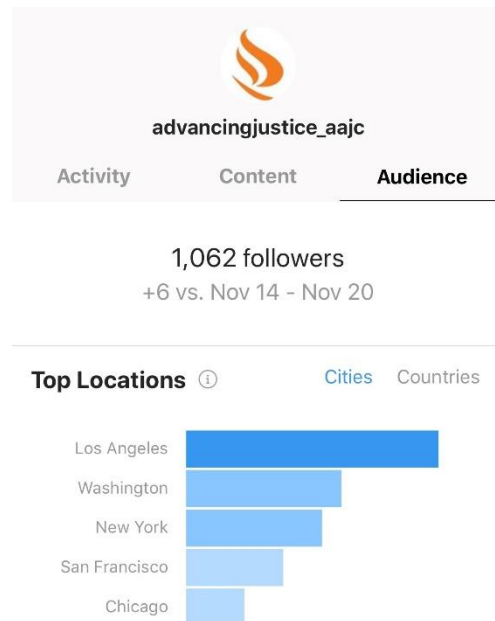 advancingjustice_aajc
Activity Content Audience
1,062 followers
+6 vs. Nov 14 - Nov 20
Top Locations Cities Countries
Los Angeles
Washington
New York
San Francisco
Chicago